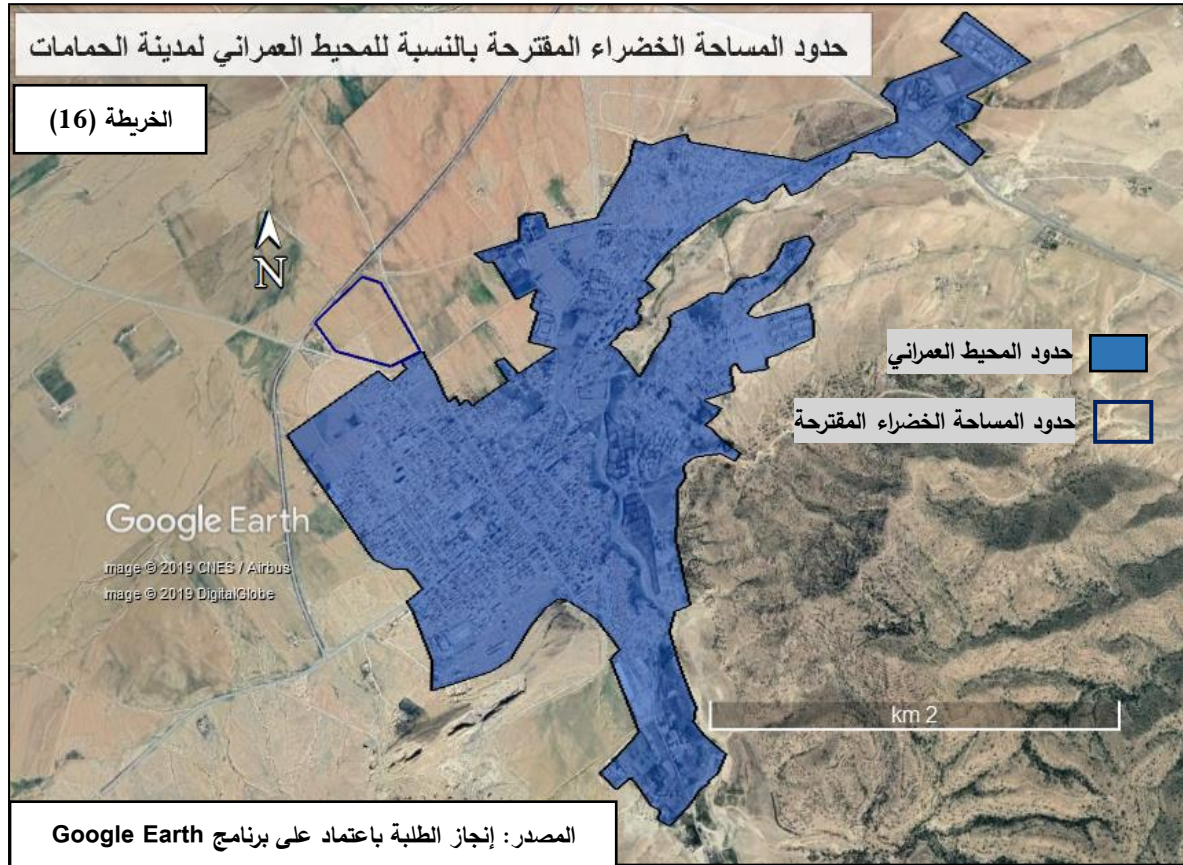 حدود المساحة الخضراء المقترحة بالنسبة للمحيط العمراني لمدينة الحمامات
الخريطة (16)
N
حدود المحيط العمراني
حدود المساحة الخضراء المقترحة
Google Earth
mage © 2019 CNES / Airbus
mage © 2019 DigitalGlobe
km 2
المصدر: إنجاز الطلبة باعتماد على برنامج Google Earth